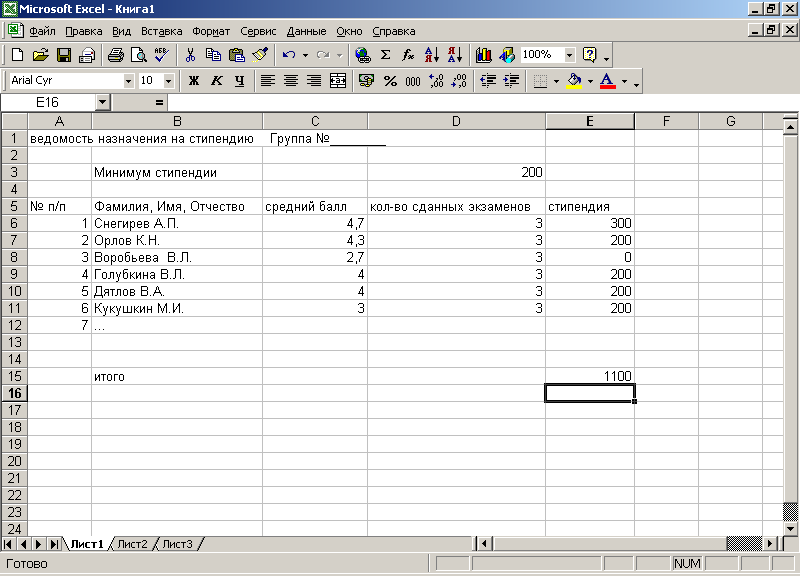 Microsoft Excel - Книга1
Файл Правка Вид Вставка Формат Сервис Данные Окно Справка
100%
Arial Cyr 10 Ж К Ч % 000
E16 =
A B C D E F G
1 ведомость назначения на стипендию Группа №________
2
3 Минимум стипендии 200
4
5 № п/п Фамилия, Имя, Отчество средний балл кол-во сданных экзаменов стипендия
6 1 Снегирев А.П. 4,7 3 300
7 2 Орлов К.Н. 4,3 3 200
8 3 Воробьева В.Л. 2,7 3 0
9 4 Голубкина В.Л. 4 3 200
10 5 Дятлов В.А. 4 3 200
11 6 Кукушкин М.И. 3 3 200
12 7 ...
13
14
15 итого 1100
16
17
18
19
20
21
22
23
24
Лист1 Лист2 Лист3
Готово NUM